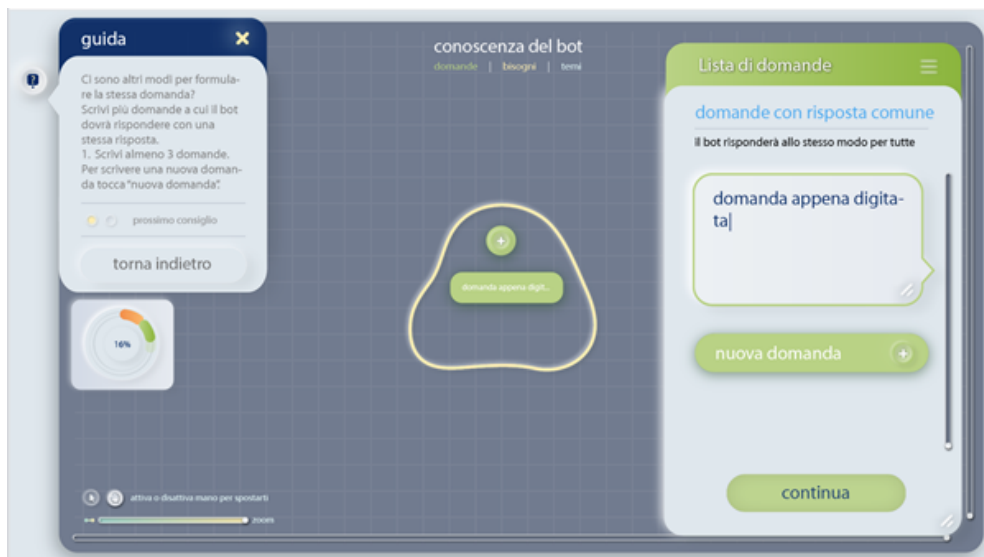 guida
Ci sono altri modi per formula-
re la stessa domanda?
Scrivi più domande a cui il bot
dovrà rispondere con una
stessa risposta.
1. Scrivi almeno 3 domande.
Per scrivere una nuova doman-
da tocca "nuova domanda".
prossimo consiglio
torna indietro
16%
conoscenza del bot
domande | bisogni | temi
domanda appena digit...
attiva o disattiva mano per spostarti
zoom
Lista di domande
domande con risposta comune
Il bot risponderà allo stesso modo per tutte
domanda appena digita-
ta
nuova domanda
continua